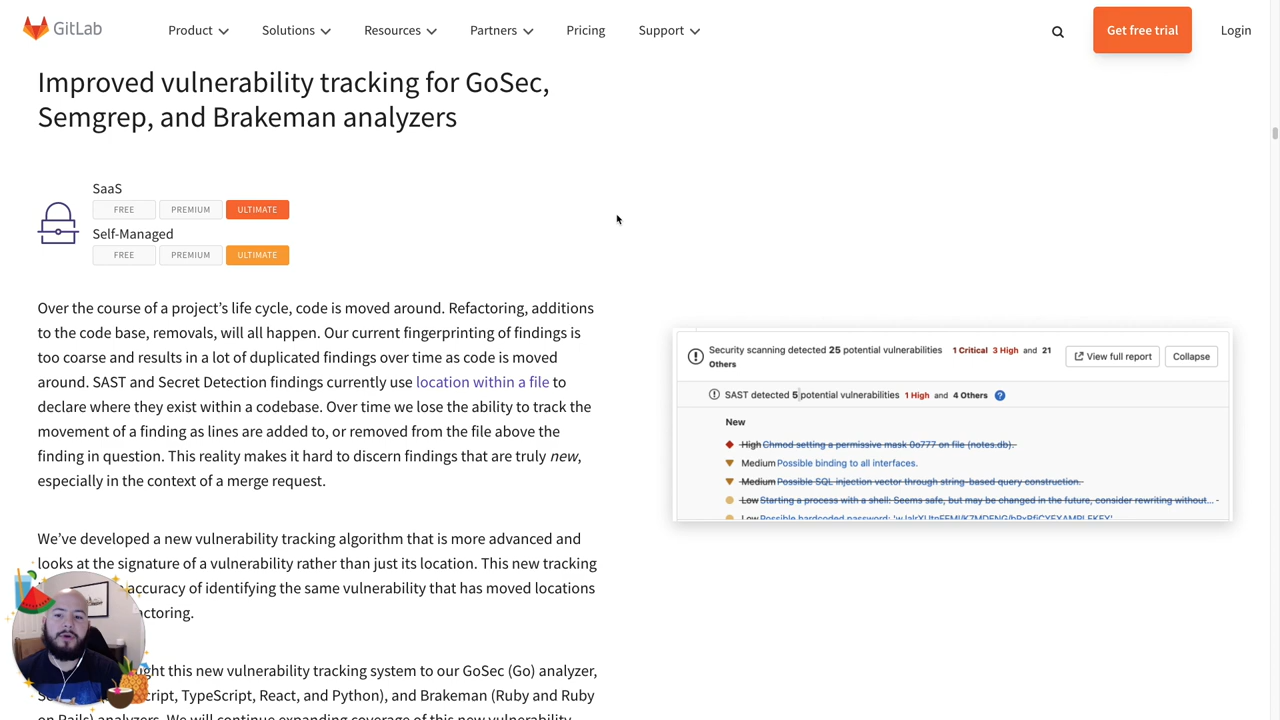 GitLab
Product
Solutions
Resources
Partners
Pricing
Support
Get free trial
Login
Improved vulnerability tracking for GoSec,
Semgrep, and Brakeman analyzers
SaaS
FREE
PREMIUM
ULTIMATE
Self-Managed
FREE
PREMIUM
ULTIMATE
Over the course of a project’s life cycle, code is moved around. Refactoring, additions
to the code base, removals, will all happen. Our current fingerprinting of findings is
too coarse and results in a lot of duplicated findings over time as code is moved
around. SAST and Secret Detection findings currently use location within a file to
declare where they exist within a codebase. Over time we lose the ability to track the
movement of a finding as lines are added to, or removed from the file above the
finding in question. This reality makes it hard to discern findings that are truly new,
especially in the context of a merge request.
We’ve developed a new vulnerability tracking algorithm that is more advanced and
looks at the signature of a vulnerability rather than just its location. This new tracking
accuracy of identifying the same vulnerability that has moved locations
this new vulnerability tracking system to our GoSec (Go) analyzer,
TypeScript, React, and Python), and Brakeman (Ruby and Ruby
on Rails) analyzers. We will continue expanding coverage of this new vulnerability
Security scanning detected 25 potential vulnerabilities 1 Critical 3 High and 21
Others
View full report
Collapse
SAST detected 5 potential vulnerabilities 1 High and 4 Others
New
High Chmod setting a permissive mask 0o777 on file (notes.db).
Medium Possible binding to all interfaces.
Medium Possible SQL injection vector through string-based query construction.
Low Starting a process with a shell: Seems safe, but may be changed in the future, consider rewriting without...
Low Possible hardcoded password: